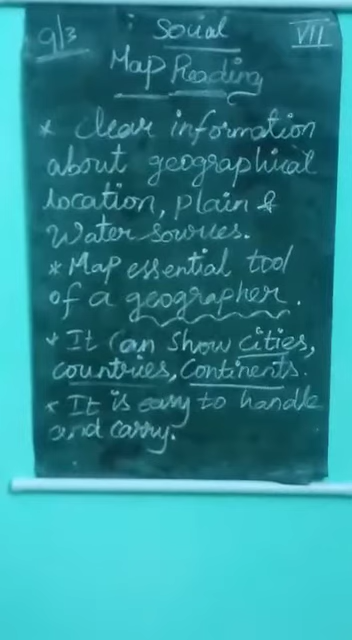 9/3 Social VII
Map Reading
* Clear information
about geographical
location, plain &
Water sources.
* Map essential tool
of a geographer.
* It Can show cities,
countries, Continents.
* It is easy to handle
and carry.